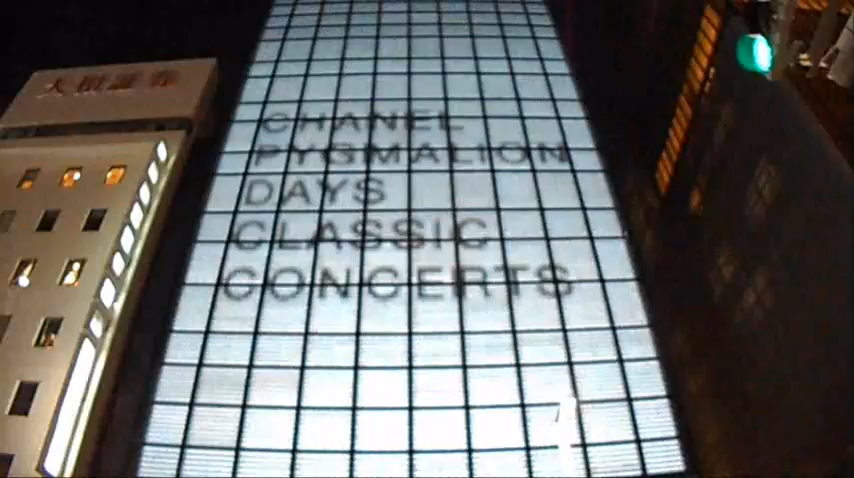 CHANEL
PYGMALION
DAYS
CLASSIC
CONCERTS